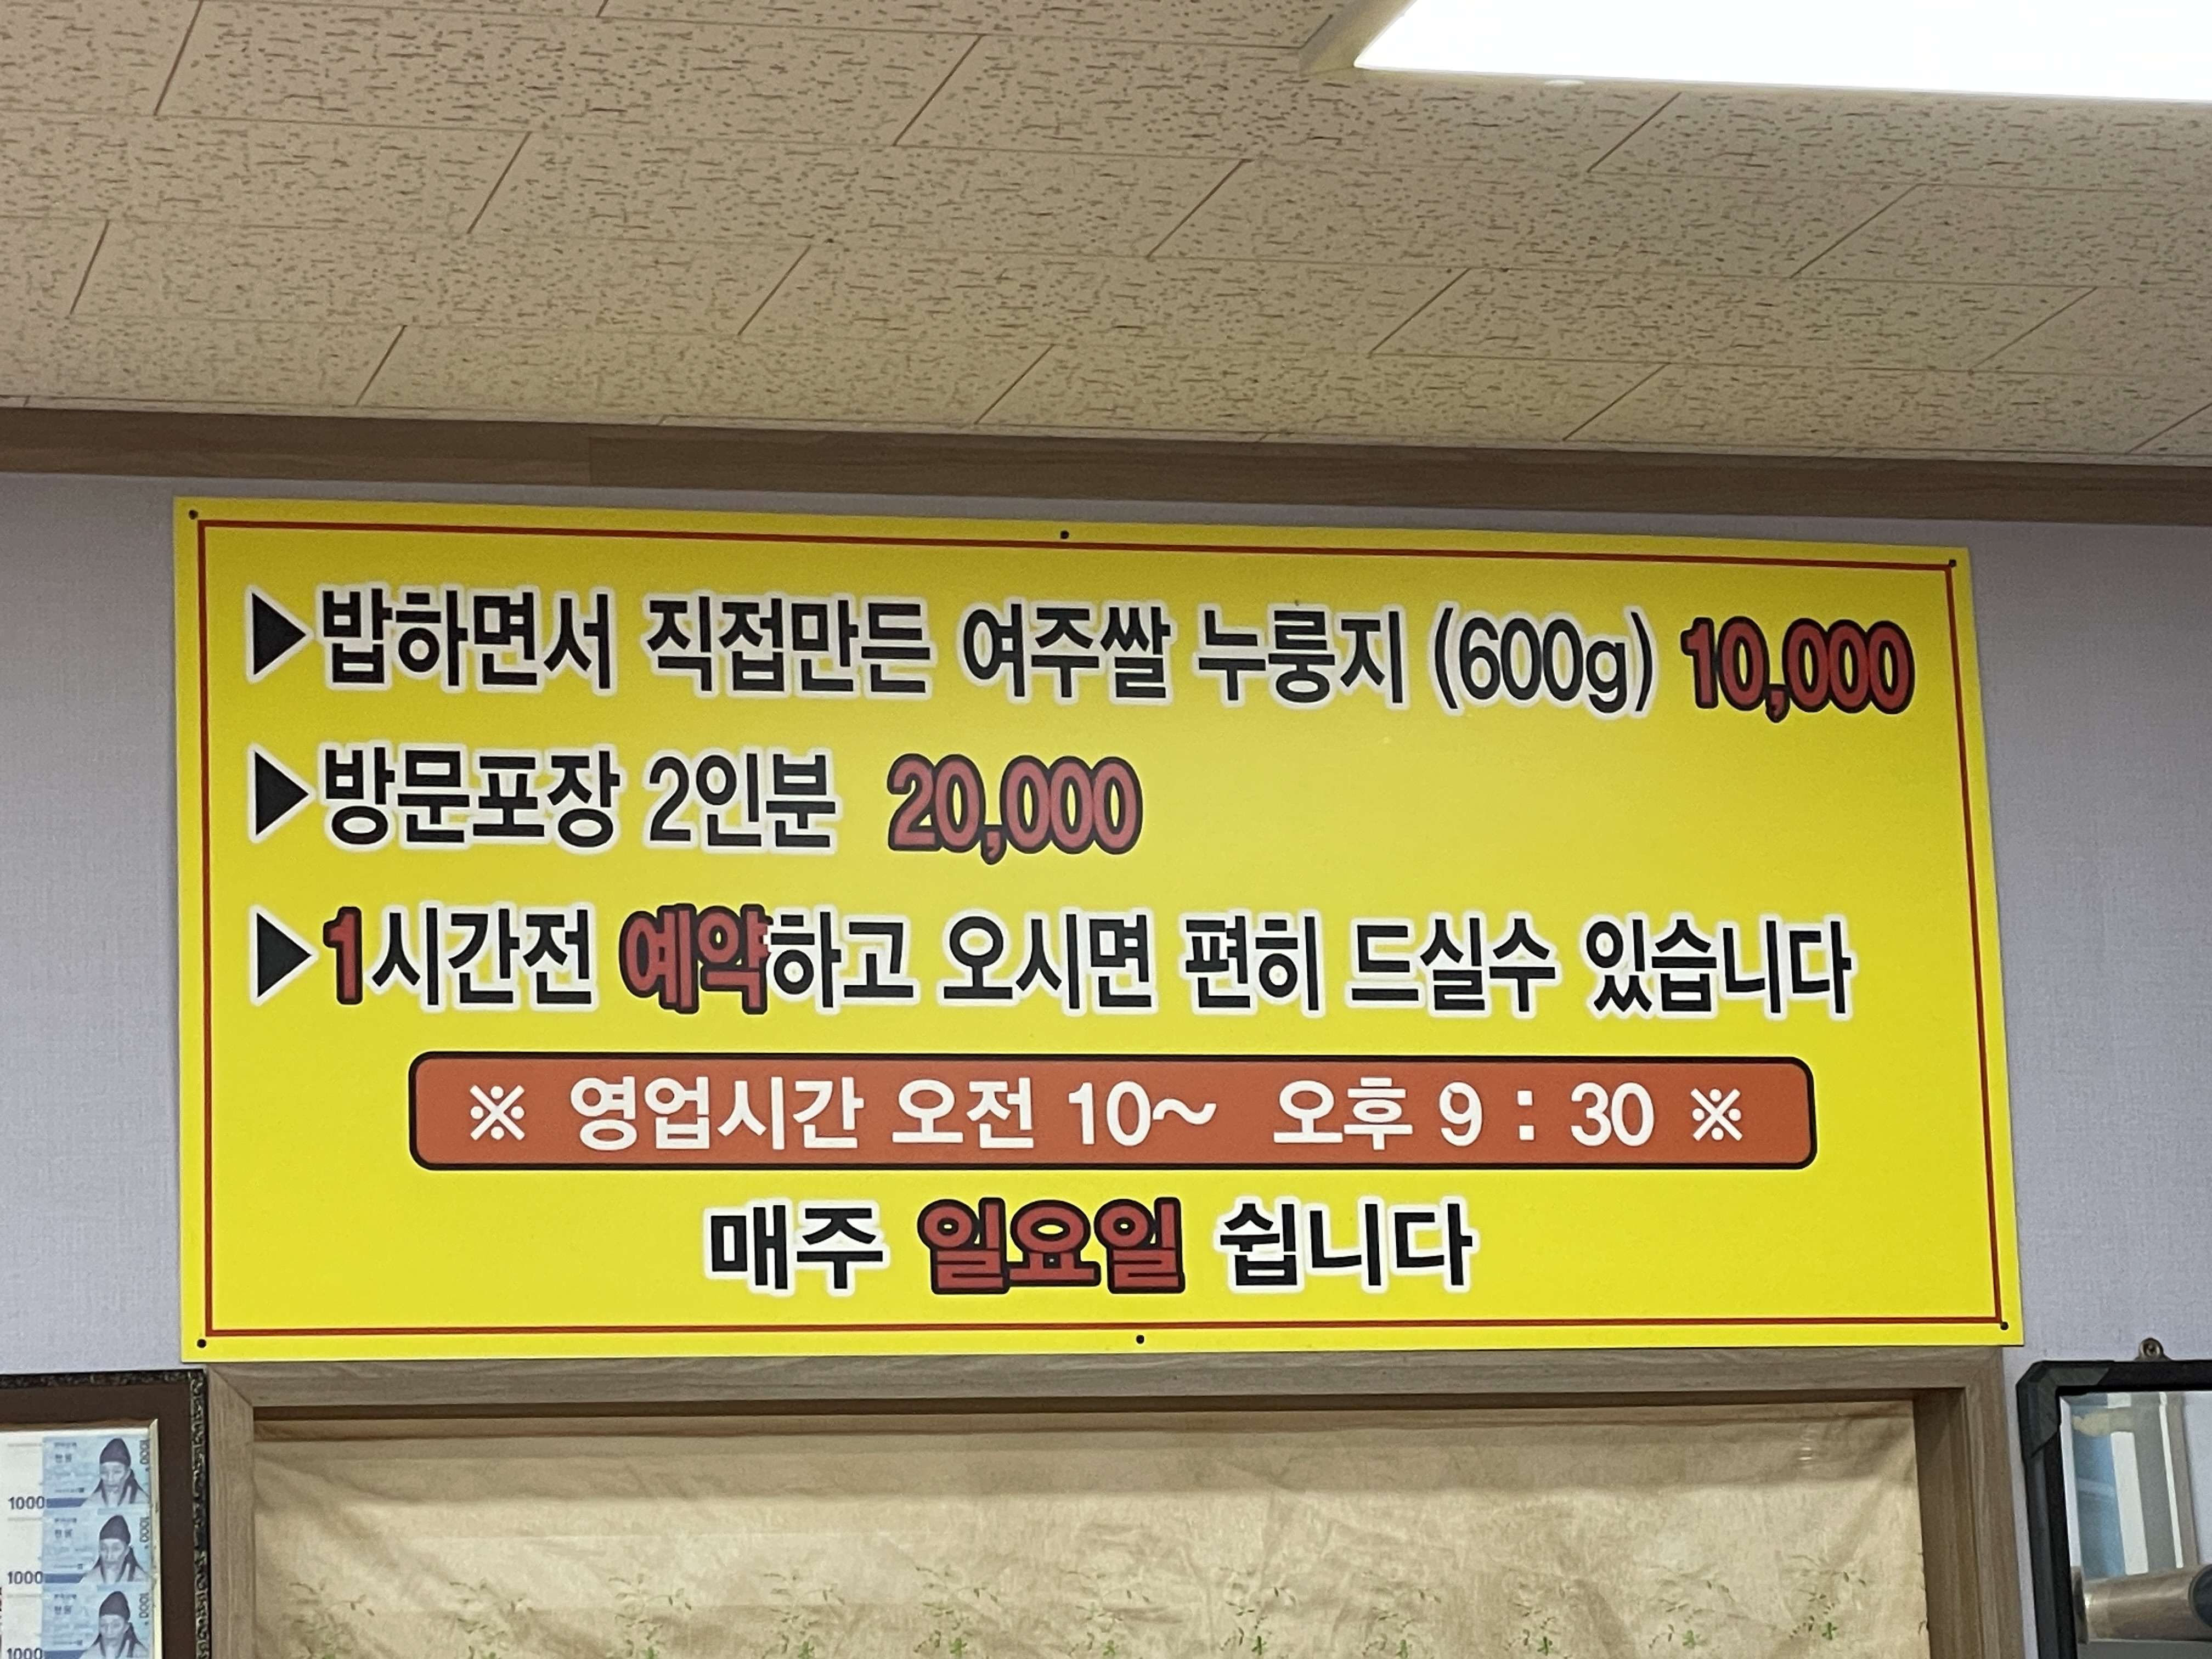 ▶밥하면서 직접만든 여주쌀 누룽지 (600g) 10,000
▶방문포장 2인분 20,000
▶1시간전 예약하고 오시면 편히 드실수 있습니다
※ 영업시간 오전 10~ 오후 9 : 30 ※
매주 일요일 쉽니다
1000
1000
1000